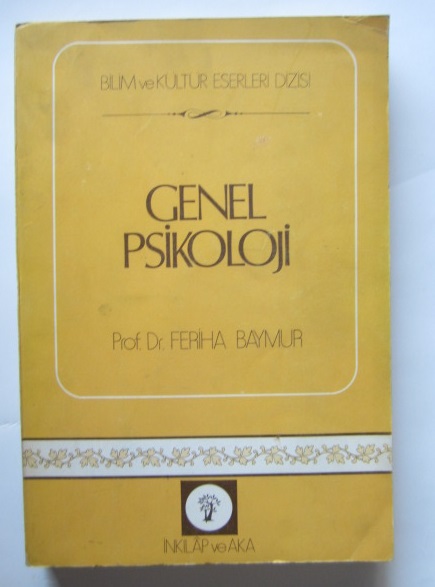 BİLİM ve KÜLTÜR ESERLERİ DİZİSİ
GENEL
PSİKOLOJİ
Prof. Dr. FERİHA BAYMUR
İNKILÂP ve AKA